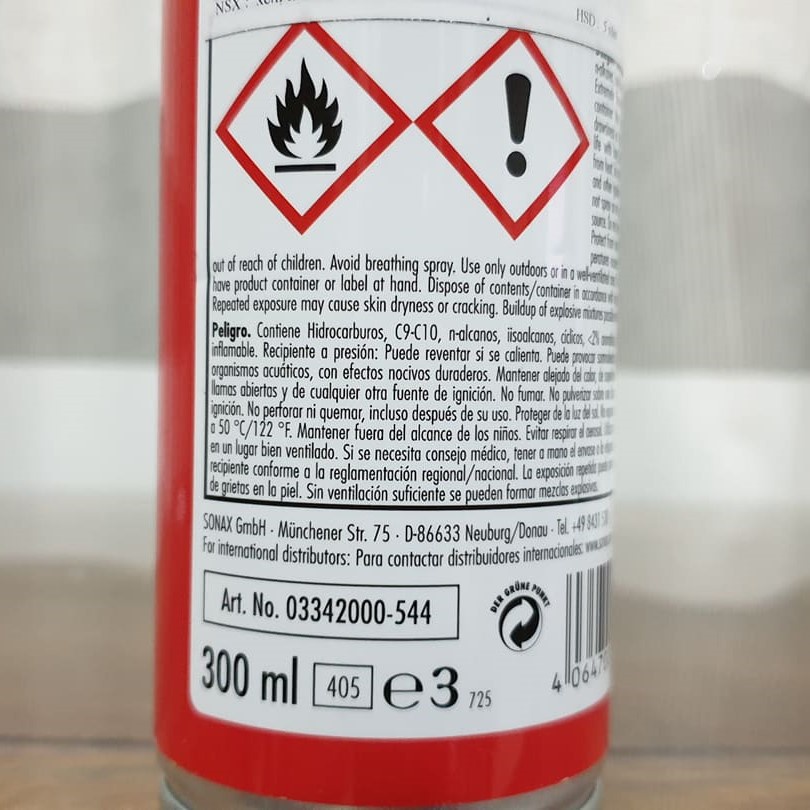 NSX :
HSD :
out of reach of children. Avoid breathing spray. Use only outdoors or in a well-ventilated
have product container or label at hand. Dispose of contents/container in accordance
Repeated exposure may cause skin dryness or cracking. Buildup of explosive mixtures
Peligro. Contiene Hidrocarburos, C9-C10, n-alcanos, iisoalcanos, cíclicos, <2%
inflamable. Recipiente a presión: Puede reventar si se calienta. Puede provocar
organismos acuáticos, con efectos nocivos duraderos. Mantener alejado del calor, de
llamas abiertas y de cualquier otra fuente de ignición. No fumar. No pulverizar sobre
ignición. No perforar ni quemar, incluso después de su uso. Proteger de la luz del sol. No
a 50 °C/122 °F. Mantener fuera del alcance de los niños. Evitar respirar el aerosol.
en un lugar bien ventilado. Si se necesita consejo médico, tener a mano el envase o
recipiente conforme a la reglamentación regional/nacional. La exposición repetida
de grietas en la piel. Sin ventilación suficiente se pueden formar mezclas explosivas.
SONAX GmbH · Münchener Str. 75 · D-86633 Neuburg/Donau · Tel. +49 8431
For international distributors: Para contactar distribuidores internacionales:
Art. No. 03342000-544
DER GRÜNE PUNKT
300 ml 405 e 3 725
4 0647